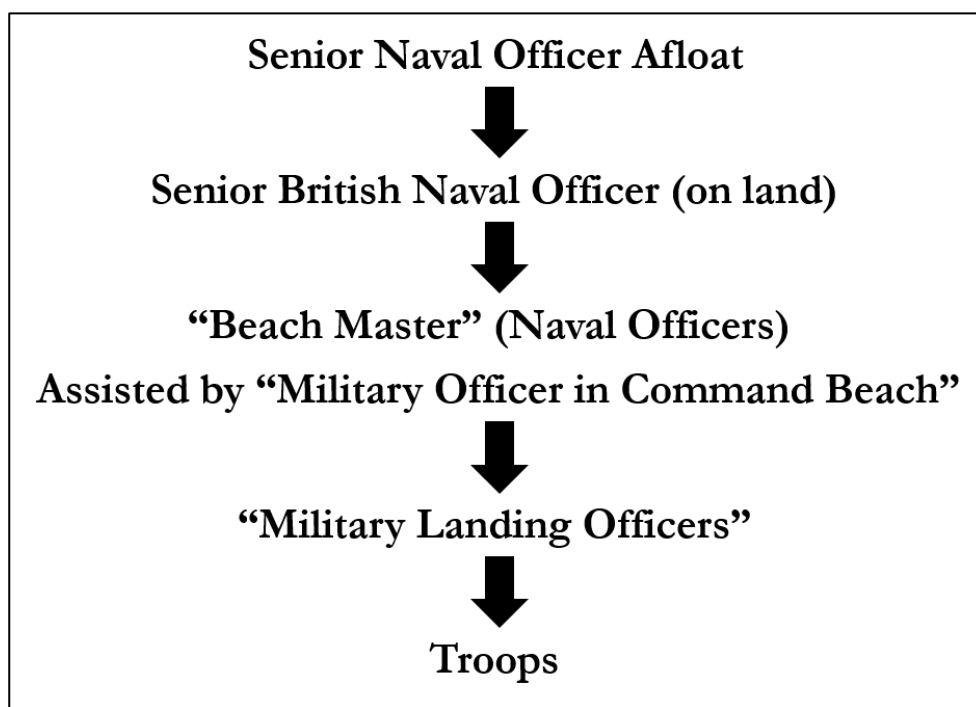 Senior Naval Officer Afloat
Senior British Naval Officer (on land)
“Beach Master” (Naval Officers)
Assisted by “Military Officer in Command Beach”
“Military Landing Officers”
Troops